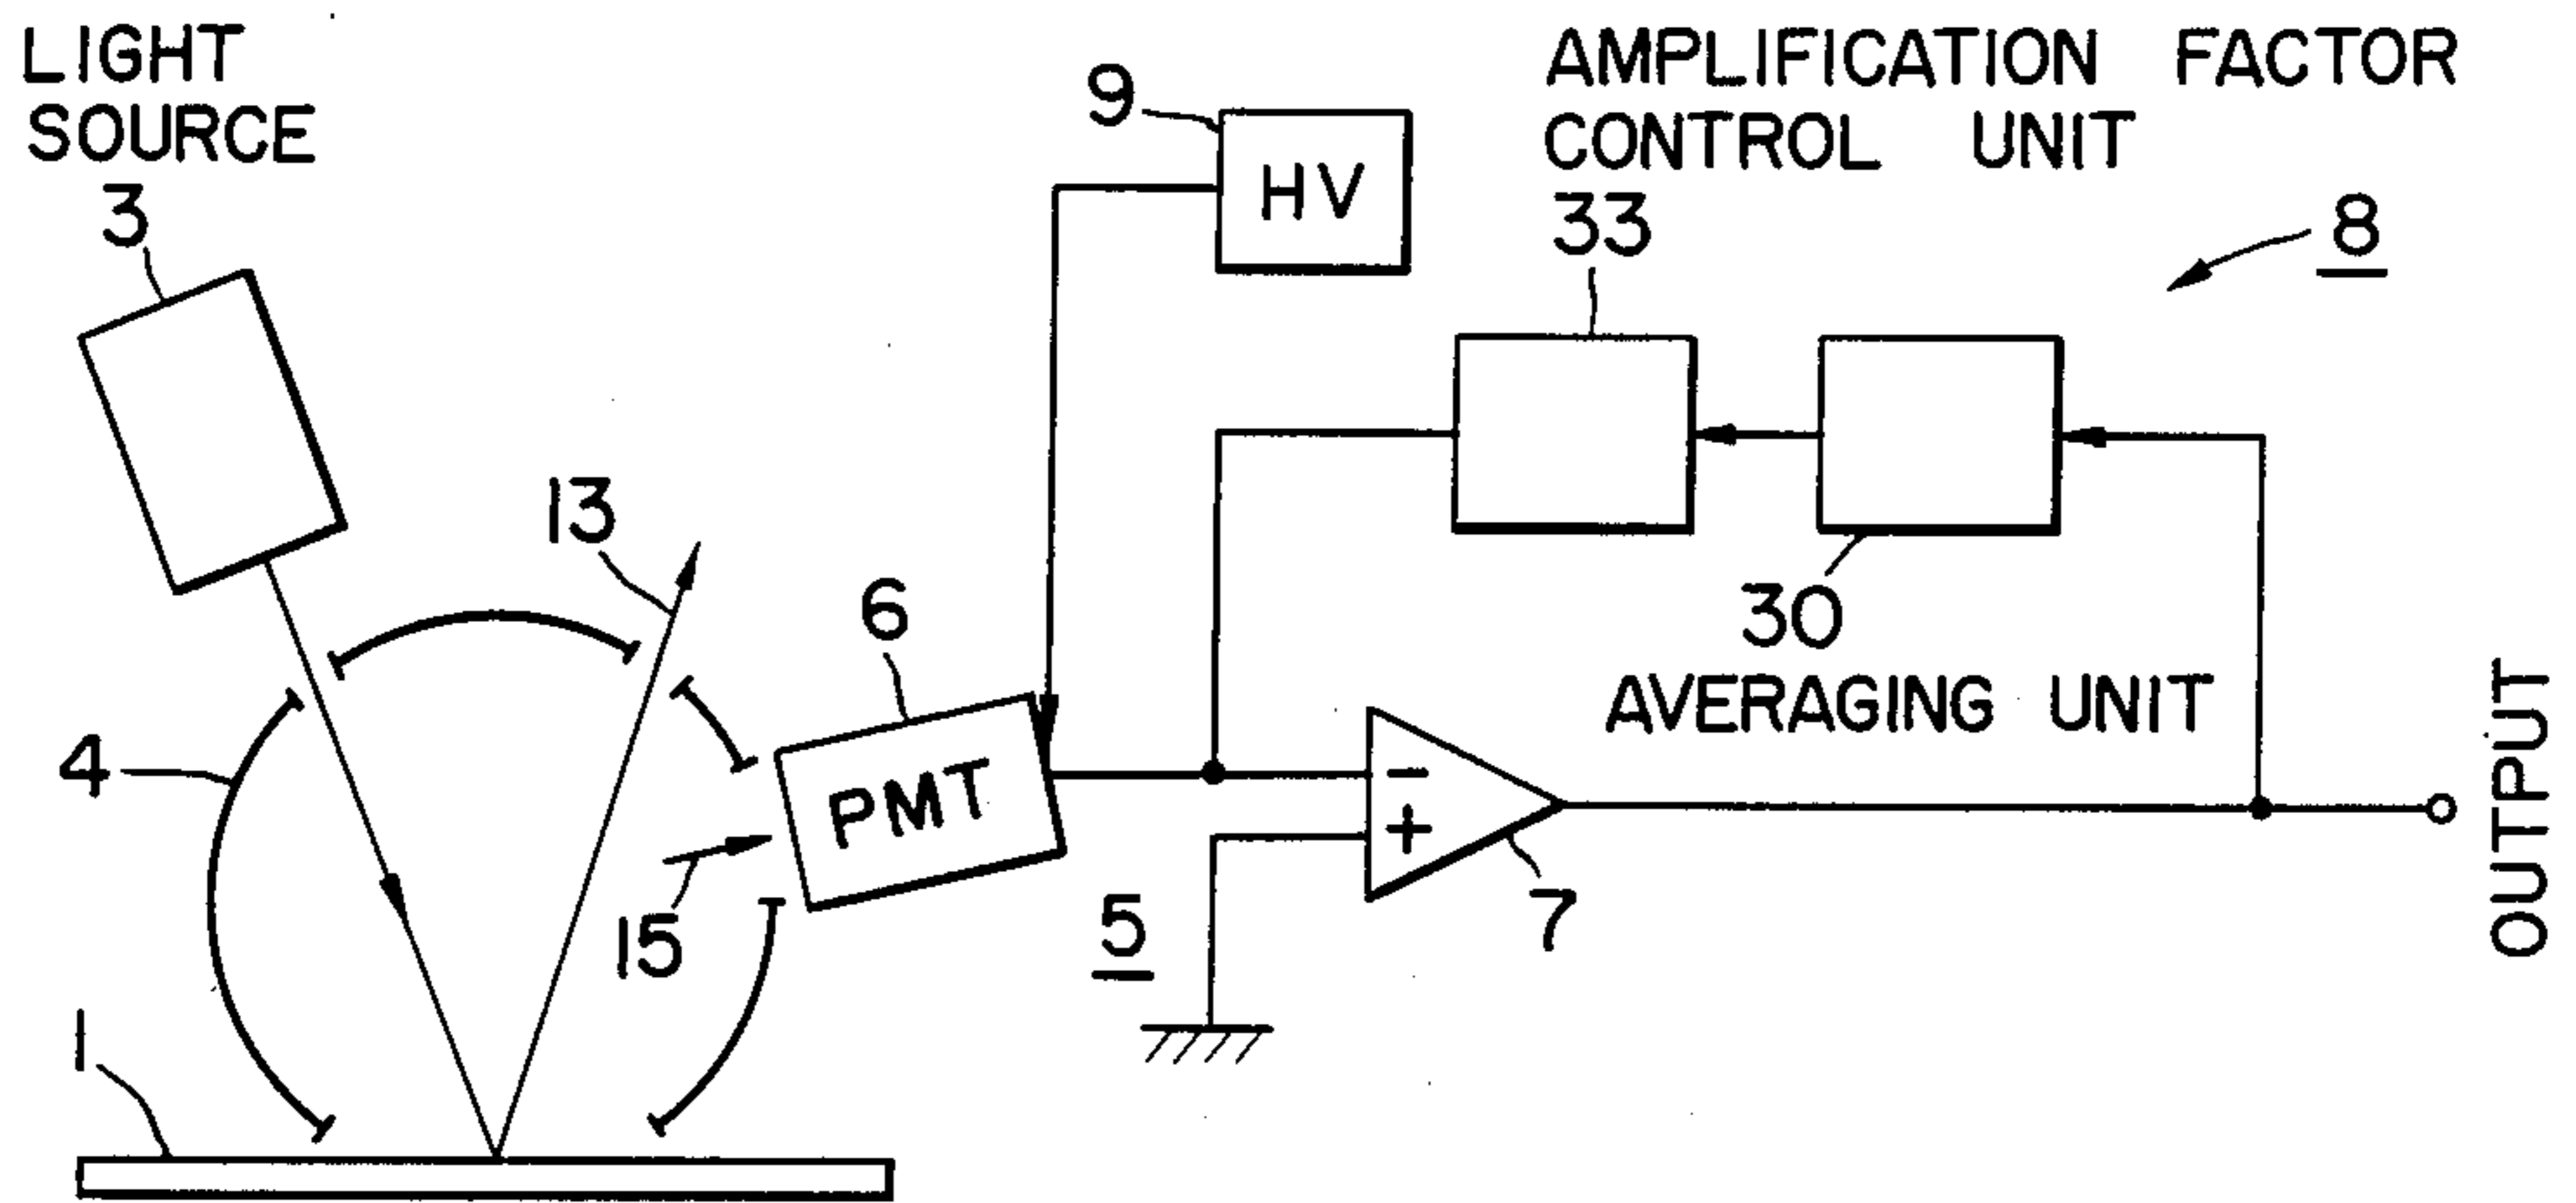 LIGHT
SOURCE
3
9
HV
AMPLIFICATION FACTOR
CONTROL UNIT
33
8
13
6
30
AVERAGING UNIT
4
PMT
-
+
15
5
7
OUTPUT
1